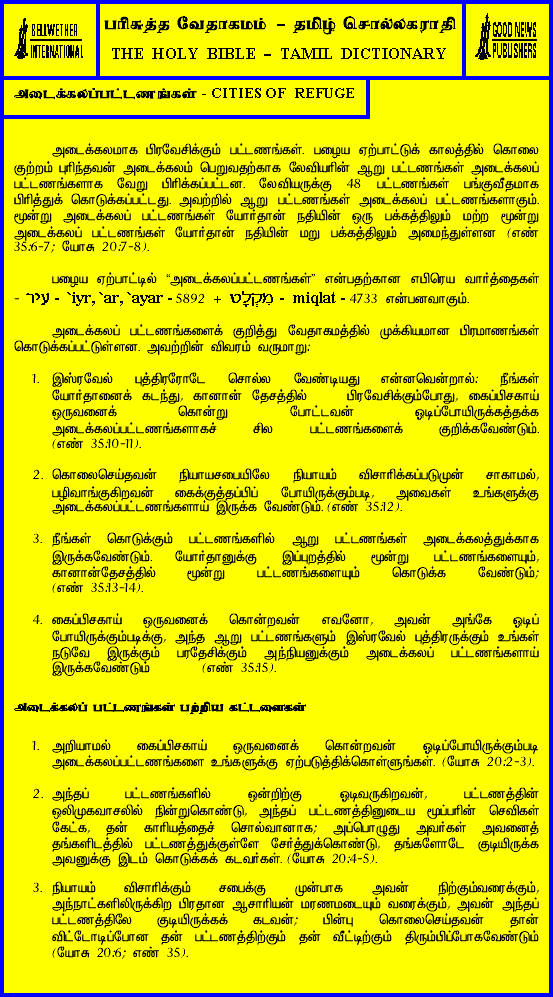 BELLWETHER
INTERNATIONAL
பரிசுத்த வேதாகமம் – தமிழ் சொல்லகராதி
THE HOLY BIBLE – TAMIL DICTIONARY
GOOD NEWS
PUBLISHERS
அடைக்கலப்பட்டணங்கள் - CITIES OF REFUGE
அடைக்கலமாக பிரவேசிக்கும் பட்டணங்கள். பழைய ஏற்பாட்டுக் காலத்தில் கொலை
குற்றம் புரிந்தவன் அடைக்கலம் பெறுவதற்காக லேவியரின் ஆறு பட்டணங்கள் அடைக்கலப்
பட்டணங்களாக வேறு பிரிக்கப்பட்டன. லேவியருக்கு 48 பட்டணங்கள் பங்குவீதமாக
பிரித்துக் கொடுக்கப்பட்டது. அவற்றில் ஆறு பட்டணங்கள் அடைக்கலப் பட்டணங்களாகும்.
மூன்று அடைக்கலப் பட்டணங்கள் யோர்தான் நதியின் ஒரு பக்கத்திலும் மற்ற மூன்று
அடைக்கலப் பட்டணங்கள் யோர்தான் நதியின் மறு பக்கத்திலும் அமைந்துள்ளன (எண்
35:6-7; யோசு 20:7-8).
பழைய ஏற்பாட்டில் “அடைக்கலப்பட்டணங்கள்” என்பதற்கான எபிரெய வார்த்தைகள்
- עִיר - `iyr, `ar, `ayar - 5892 + מִקְלָט - miqlat - 4733 என்பனவாகும்.
அடைக்கலப் பட்டணங்களைக் குறித்து வேதாகமத்தில் முக்கியமான பிரமாணங்கள்
கொடுக்கப்பட்டுள்ளன. அவற்றின் விவரம் வருமாறு:
1. இஸ்ரவேல் புத்திரரோடே சொல்ல வேண்டியது என்னவென்றால்: நீங்கள்
யோர்தானைக் கடந்து, கானான் தேசத்தில் பிரவேசிக்கும்போது, கைப்பிசகாய்
ஒருவனைக் கொன்று போட்டவன் ஓடிப்போயிருக்கத்தக்க
அடைக்கலப்பட்டணங்களாகச் சில பட்டணங்களைக் குறிக்கவேண்டும்.
(எண் 35:10-11).
2. கொலைசெய்தவன் நியாயசபையிலே நியாயம் விசாரிக்கப்படுமுன் சாகாமல்,
பழிவாங்குகிறவன் கைக்குத்தப்பிப் போயிருக்கும்படி, அவைகள் உங்களுக்கு
அடைக்கலப்பட்டணங்களாய் இருக்க வேண்டும். (எண் 35:12).
3. நீங்கள் கொடுக்கும் பட்டணங்களில் ஆறு பட்டணங்கள் அடைக்கலத்துக்காக
இருக்கவேண்டும். யோர்தானுக்கு இப்புறத்தில் மூன்று பட்டணங்களையும்,
கானான்தேசத்தில் மூன்று பட்டணங்களையும் கொடுக்க வேண்டும்;
(எண் 35:13-14).
4. கைப்பிசகாய் ஒருவனைக் கொன்றவன் எவனோ, அவன் அங்கே ஓடிப்
போயிருக்கும்படிக்கு, அந்த ஆறு பட்டணங்களும் இஸ்ரவேல் புத்திரருக்கும் உங்கள்
நடுவே இருக்கும் பரதேசிக்கும் அந்நியனுக்கும் அடைக்கலப் பட்டணங்களாய்
இருக்கவேண்டும் (எண் 35:15).
அடைக்கலப் பட்டணங்கள் பற்றிய கட்டளைகள்
1. அறியாமல் கைப்பிசகாய் ஒருவனைக் கொன்றவன் ஓடிப்போயிருக்கும்படி
அடைக்கலப்பட்டணங்களை உங்களுக்கு ஏற்படுத்திக்கொள்ளுங்கள். (யோசு 20:2-3).
2. அந்தப் பட்டணங்களில் ஒன்றிற்கு ஓடிவருகிறவன், பட்டணத்தின்
ஒலிமுகவாசலில் நின்றுகொண்டு, அந்தப் பட்டணத்தினுடைய மூப்பரின் செவிகள்
கேட்க, தன் காரியத்தைச் சொல்வானாக; அப்பொழுது அவர்கள் அவனைத்
தங்களிடத்தில் பட்டணத்துக்குள்ளே சேர்த்துக்கொண்டு, தங்களோடே குடியிருக்க
அவனுக்கு இடம் கொடுக்கக் கடவர்கள். (யோசு 20:4-5).
3. நியாயம் விசாரிக்கும் சபைக்கு முன்பாக அவன் நிற்கும்வரைக்கும்,
அந்நாட்களிலிருக்கிற பிரதான ஆசாரியன் மரணமடையும் வரைக்கும், அவன் அந்தப்
பட்டணத்திலே குடியிருக்கக் கடவன்; பின்பு கொலைசெய்தவன் தான்
விட்டோடிப்போன தன் பட்டணத்திற்கும் தன் வீட்டிற்கும் திரும்பிப்போகவேண்டும்
(யோசு 20:6; எண் 35).